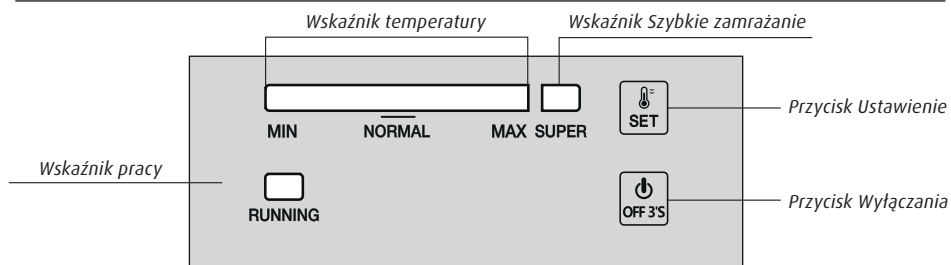 Wskaźnik temperatury
Wskaźnik Szybkie zamrażanie
MIN
NORMAL
MAX
SUPER
SET
Przycisk Ustawienie
Wskaźnik pracy
RUNNING
OFF 3'S
Przycisk Wyłączania